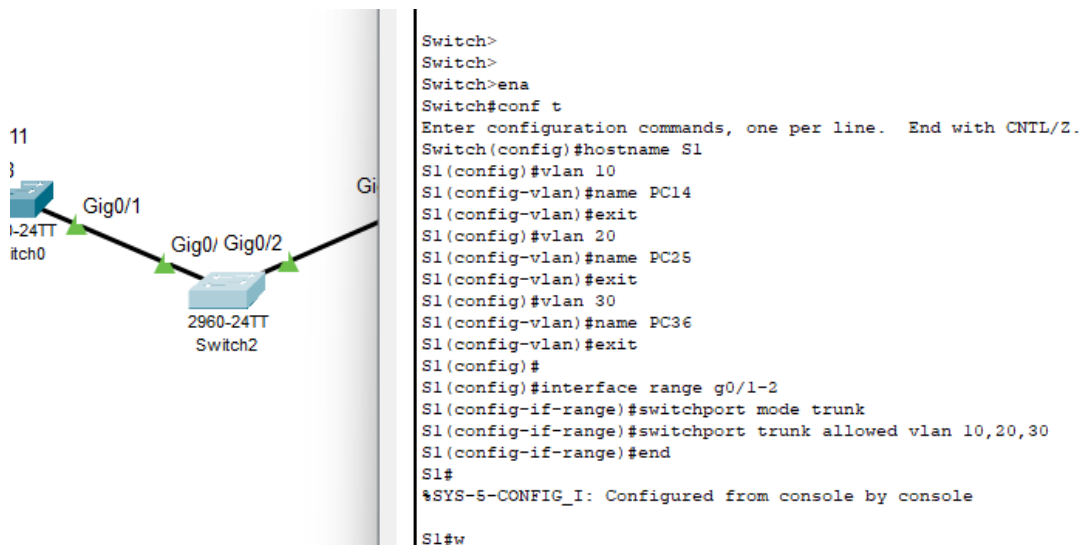 11
3
Gig0/1
)-24TT
itch0
Gig0/ Gig0/2
Gi
2960-24TT
Switch2
Switch>
Switch>
Switch>ena
Switch#conf t
Enter configuration commands, one per line.  End with CNTL/Z.
Switch(config)#hostname S1
S1(config)#vlan 10
S1(config-vlan)#name PC14
S1(config-vlan)#exit
S1(config)#vlan 20
S1(config-vlan)#name PC25
S1(config-vlan)#exit
S1(config)#vlan 30
S1(config-vlan)#name PC36
S1(config-vlan)#exit
S1(config)#
S1(config)#interface range g0/1-2
S1(config-if-range)#switchport mode trunk
S1(config-if-range)#switchport trunk allowed vlan 10,20,30
S1(config-if-range)#end
S1#
%SYS-5-CONFIG_I: Configured from console by console
S1#w